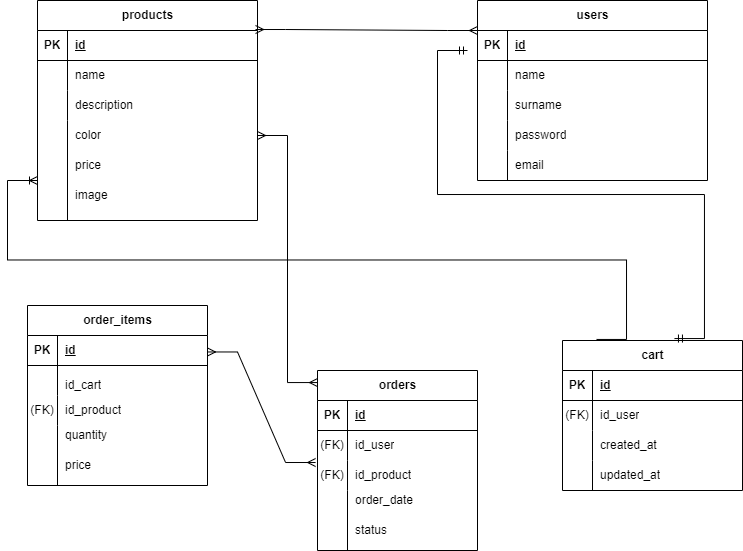 products
PK id
name
description
color
price
image
users
PK id
name
surname
password
email
order_items
PK id
id_cart
(FK) id_product
quantity
price
orders
PK id
(FK) id_user
(FK) id_product
order_date
status
cart
PK id
(FK) id_user
created_at
updated_at